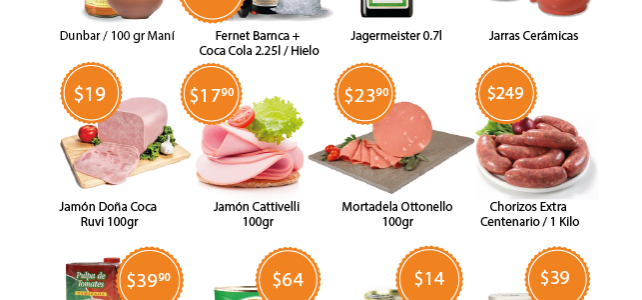 Dunbar / 100 gr Maní
Fernet Barnca +
Coca Cola 2.25l / Hielo
Jagermeister 0.7l
Jarras Cerámicas
$19
$17⁹⁰
$23⁹⁰
$249
Jamón Doña Coca
Ruvi 100gr
Jamón Cattivelli
100gr
Mortadela Ottonello
100gr
Chorizos Extra
Centenario / 1 Kilo
Pulpa de
Tomates
$39⁹⁰
$64
$14
$39